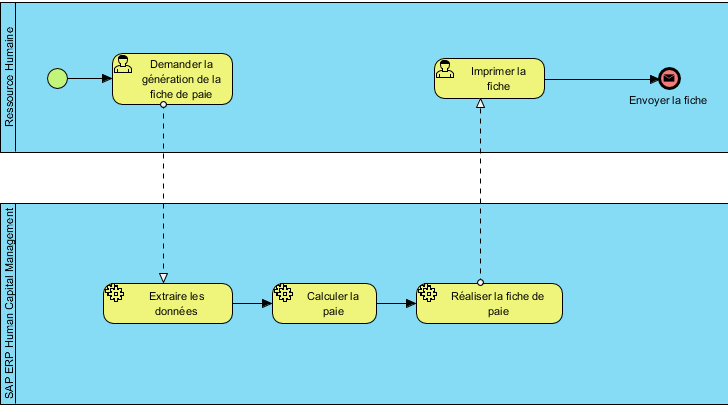 Ressource Humaine
Demander la
génération de la
fiche de paie
Imprimer la
fiche
Envoyer la fiche
SAP ERP Human Capital Management
Extraire les
données
Calculer la
paie
Réaliser la fiche de
paie